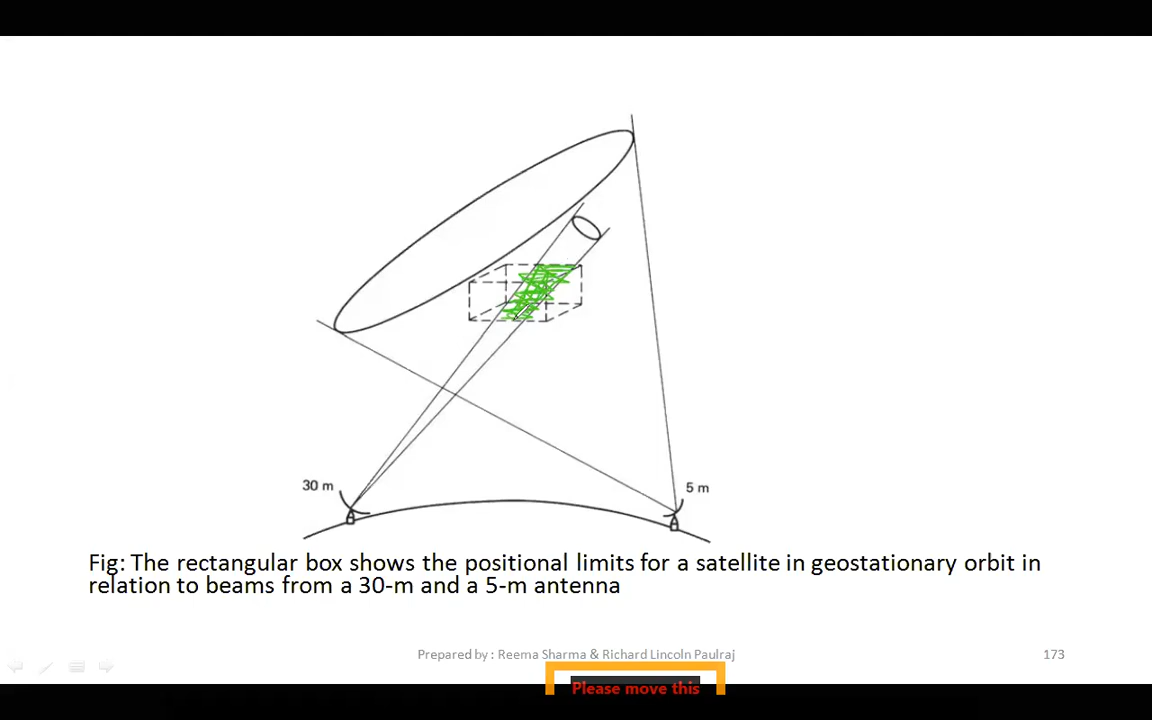 30 m
5 m
Fig: The rectangular box shows the positional limits for a satellite in geostationary orbit in
relation to beams from a 30-m and a 5-m antenna
Prepared by : Reema Sharma & Richard Lincoln Paulraj
173
Please move this